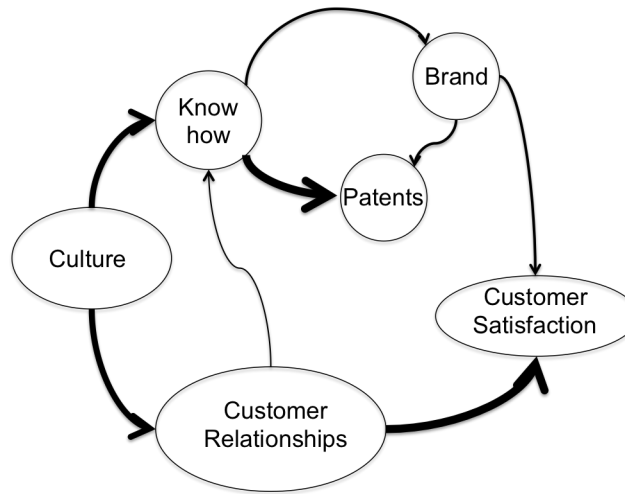 Brand
Know
how
Patents
Culture
Customer
Satisfaction
Customer
Relationships